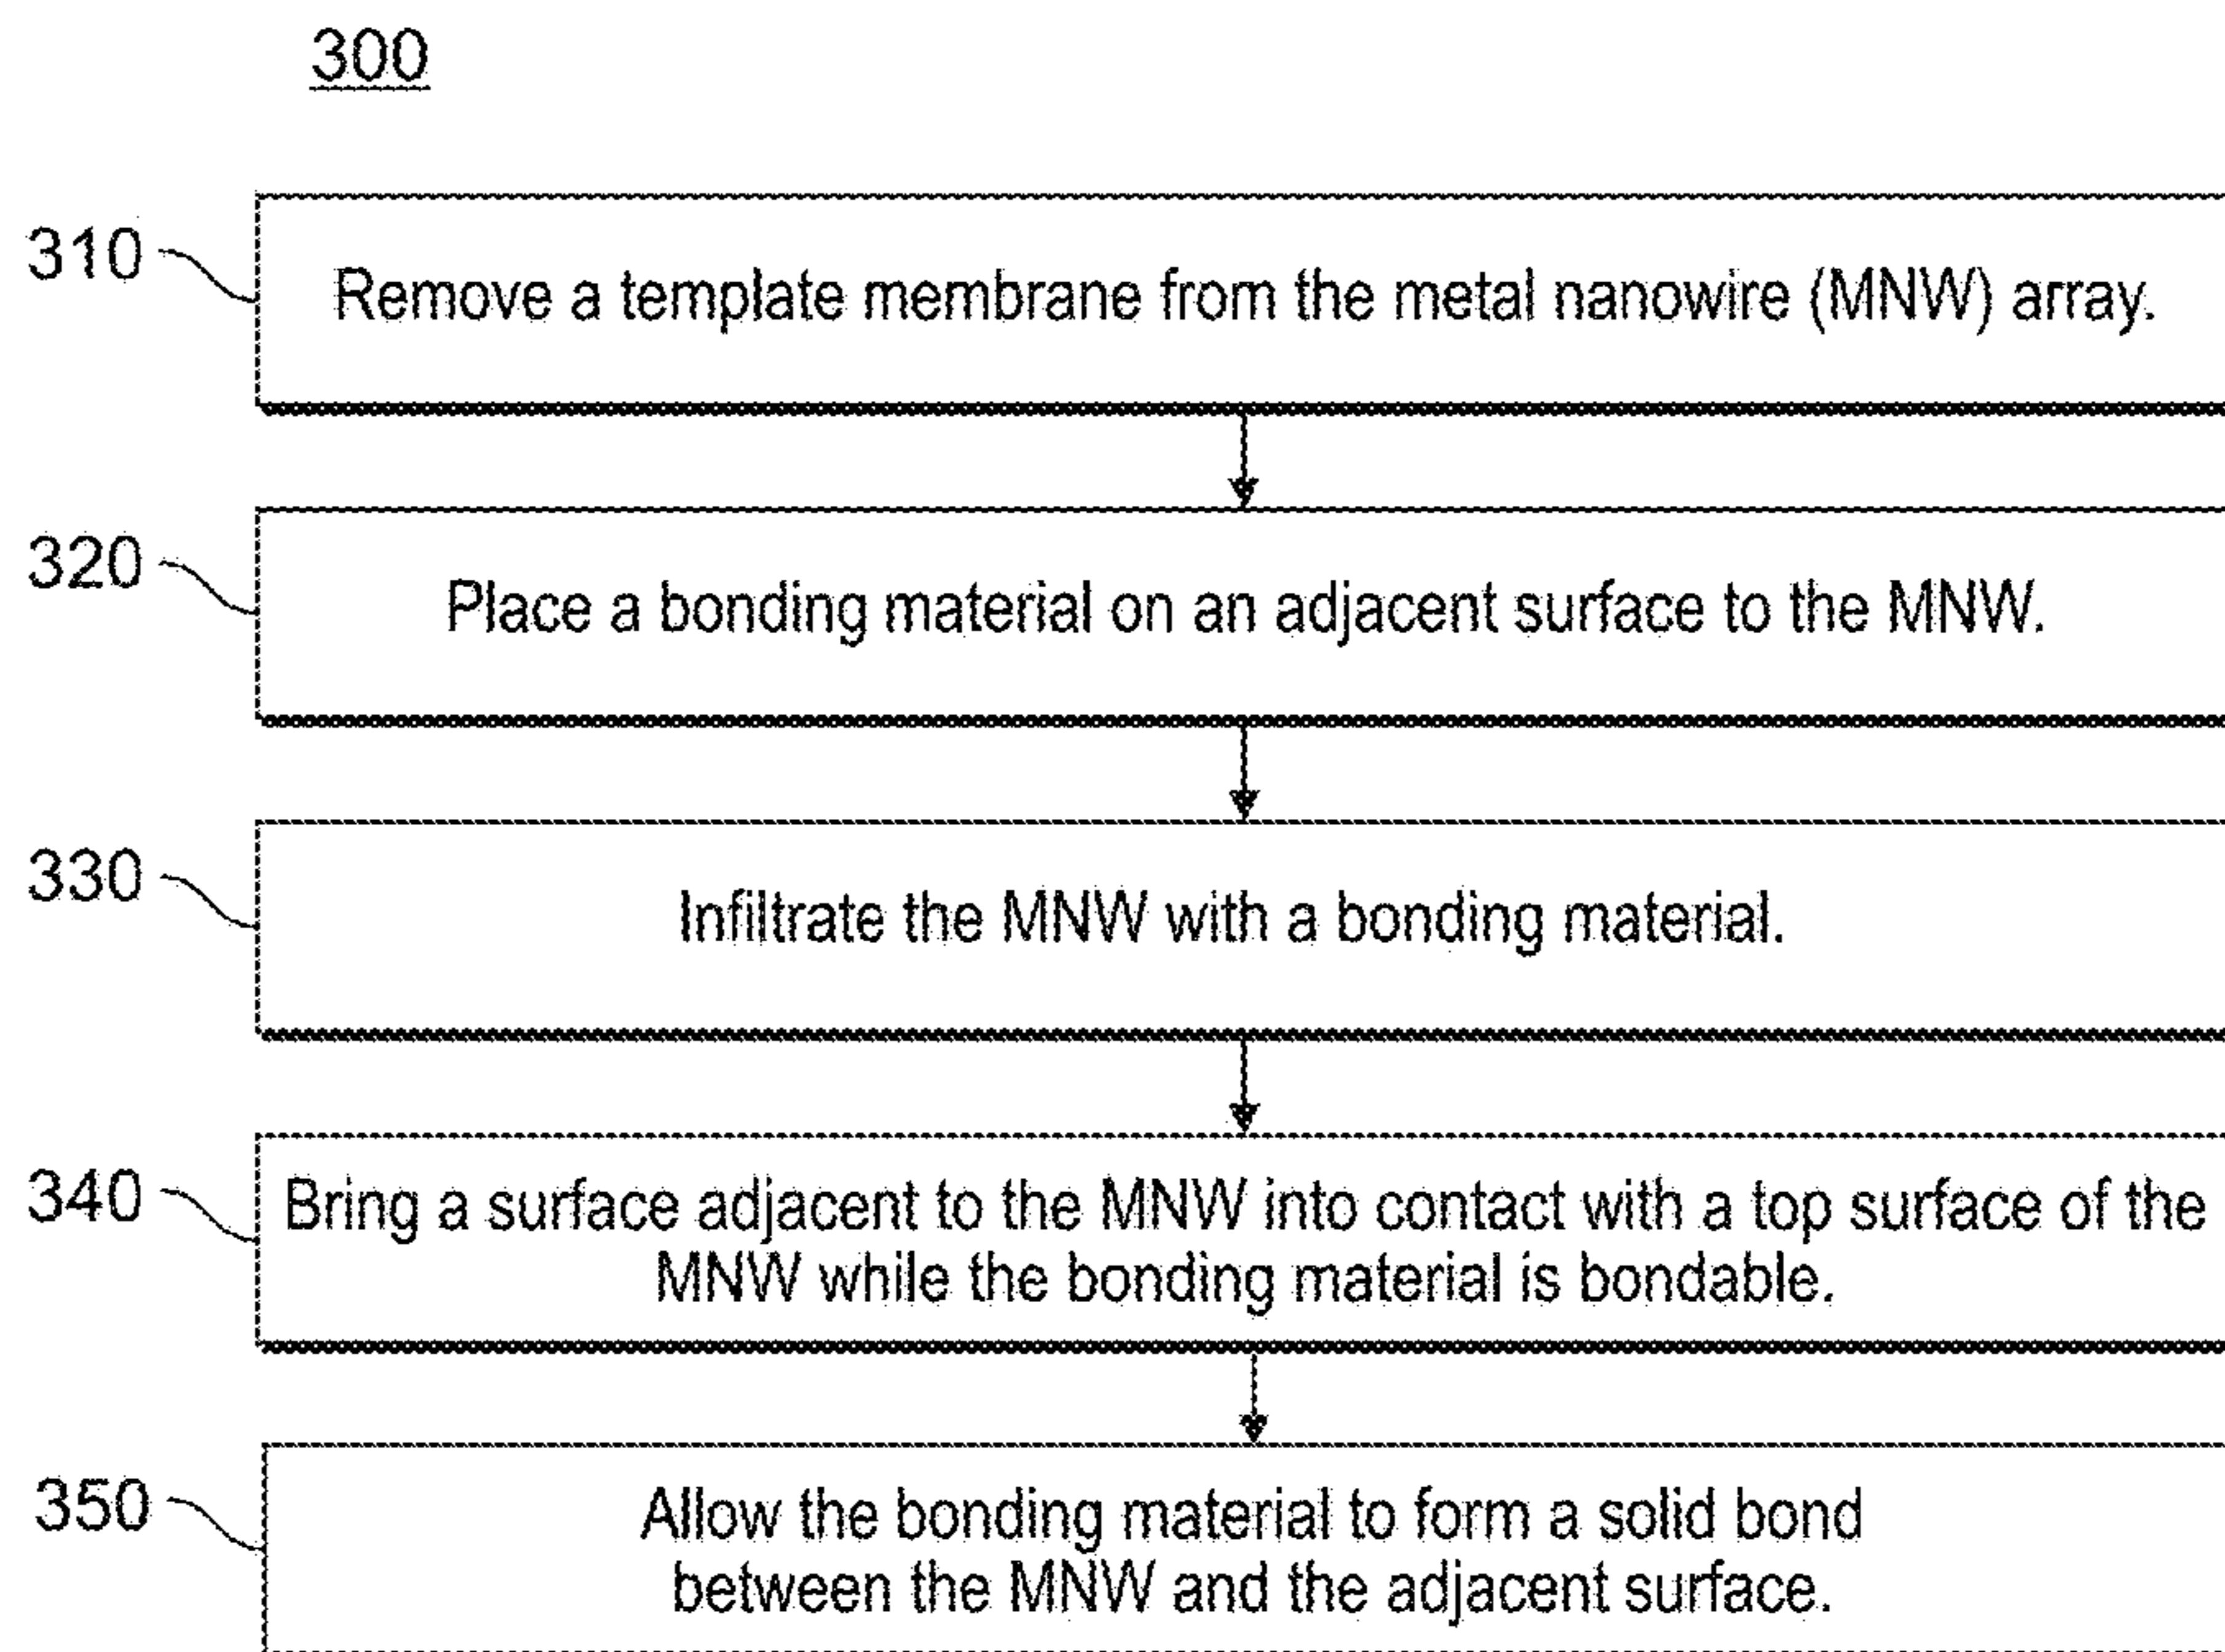 300
310
Remove a template membrane from the metal nanowire (MNW) array.
320
Place a bonding material on an adjacent surface to the MNW.
330
Infiltrate the MNW with a bonding material.
340
Bring a surface adjacent to the MNW into contact with a top surface of the
MNW while the bonding material is bondable.
350
Allow the bonding material to form a solid bond
between the MNW and the adjacent surface.